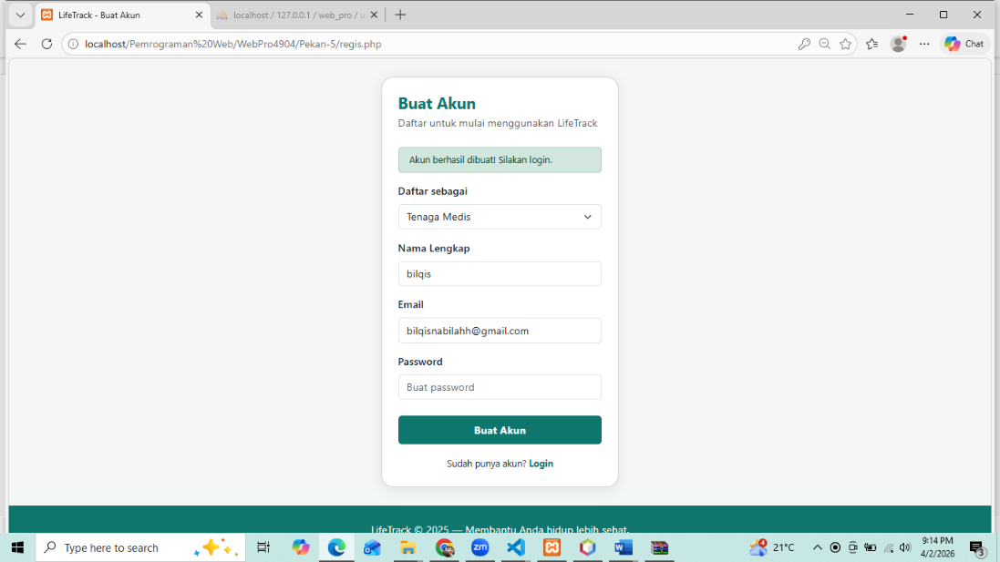 LifeTrack - Buat Akun
localhost / 127.0.0.1 / web_pro / u
localhost/Pemrograman%20Web/WebPro4904/Pekan-5/regis.php
Chat
Buat Akun
Daftar untuk mulai menggunakan LifeTrack
Akun berhasil dibuat! Silakan login.
Daftar sebagai
Tenaga Medis
Nama Lengkap
bilqis
Email
bilqisnabilahh@gmail.com
Password
Buat password
Buat Akun
Sudah punya akun? Login
LifeTrack © 2025 — Membantu Anda hidup lebih sehat.
Type here to search
4
21°C
9:14 PM
4/2/2026
3